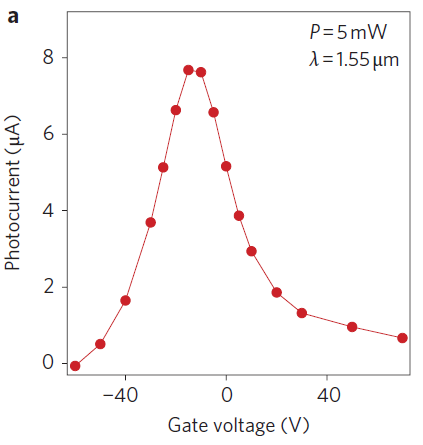 a
P = 5 mW
λ = 1.55 μm
8
6
4
2
0
−40
0
40
Photocurrent (μA)
Gate voltage (V)